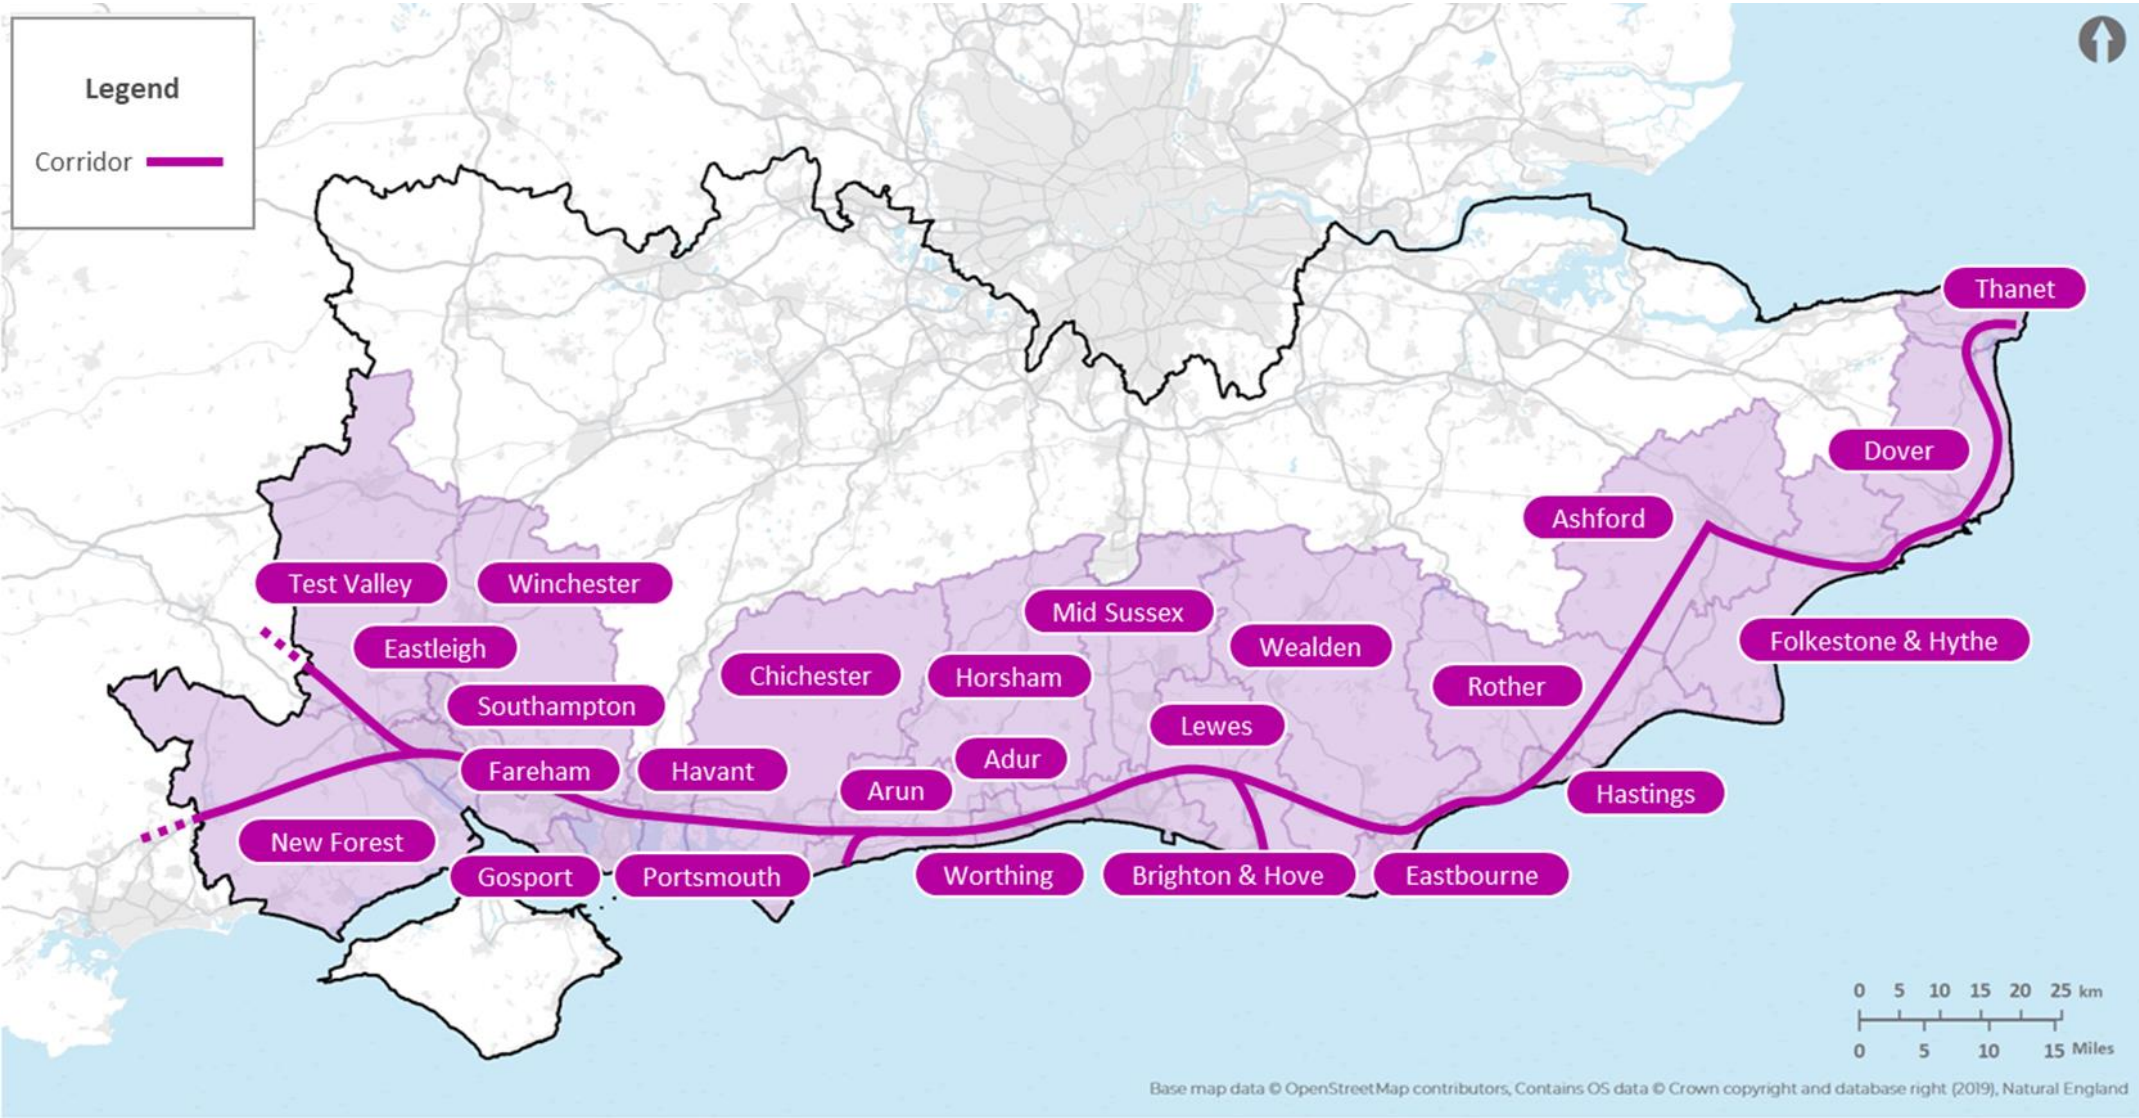 Legend
Corridor
Thanet
Dover
Ashford
Test Valley
Winchester
Mid Sussex
Folkestone & Hythe
Eastleigh
Wealden
Chichester
Horsham
Rother
Southampton
Lewes
Adur
Fareham
Havant
Arun
Hastings
New Forest
Gosport
Portsmouth
Worthing
Brighton & Hove
Eastbourne
0 5 10 15 20 25 km
0 5 10 15 Miles
Base map data © OpenStreetMap contributors, Contains OS data © Crown copyright and database right (2019), Natural England